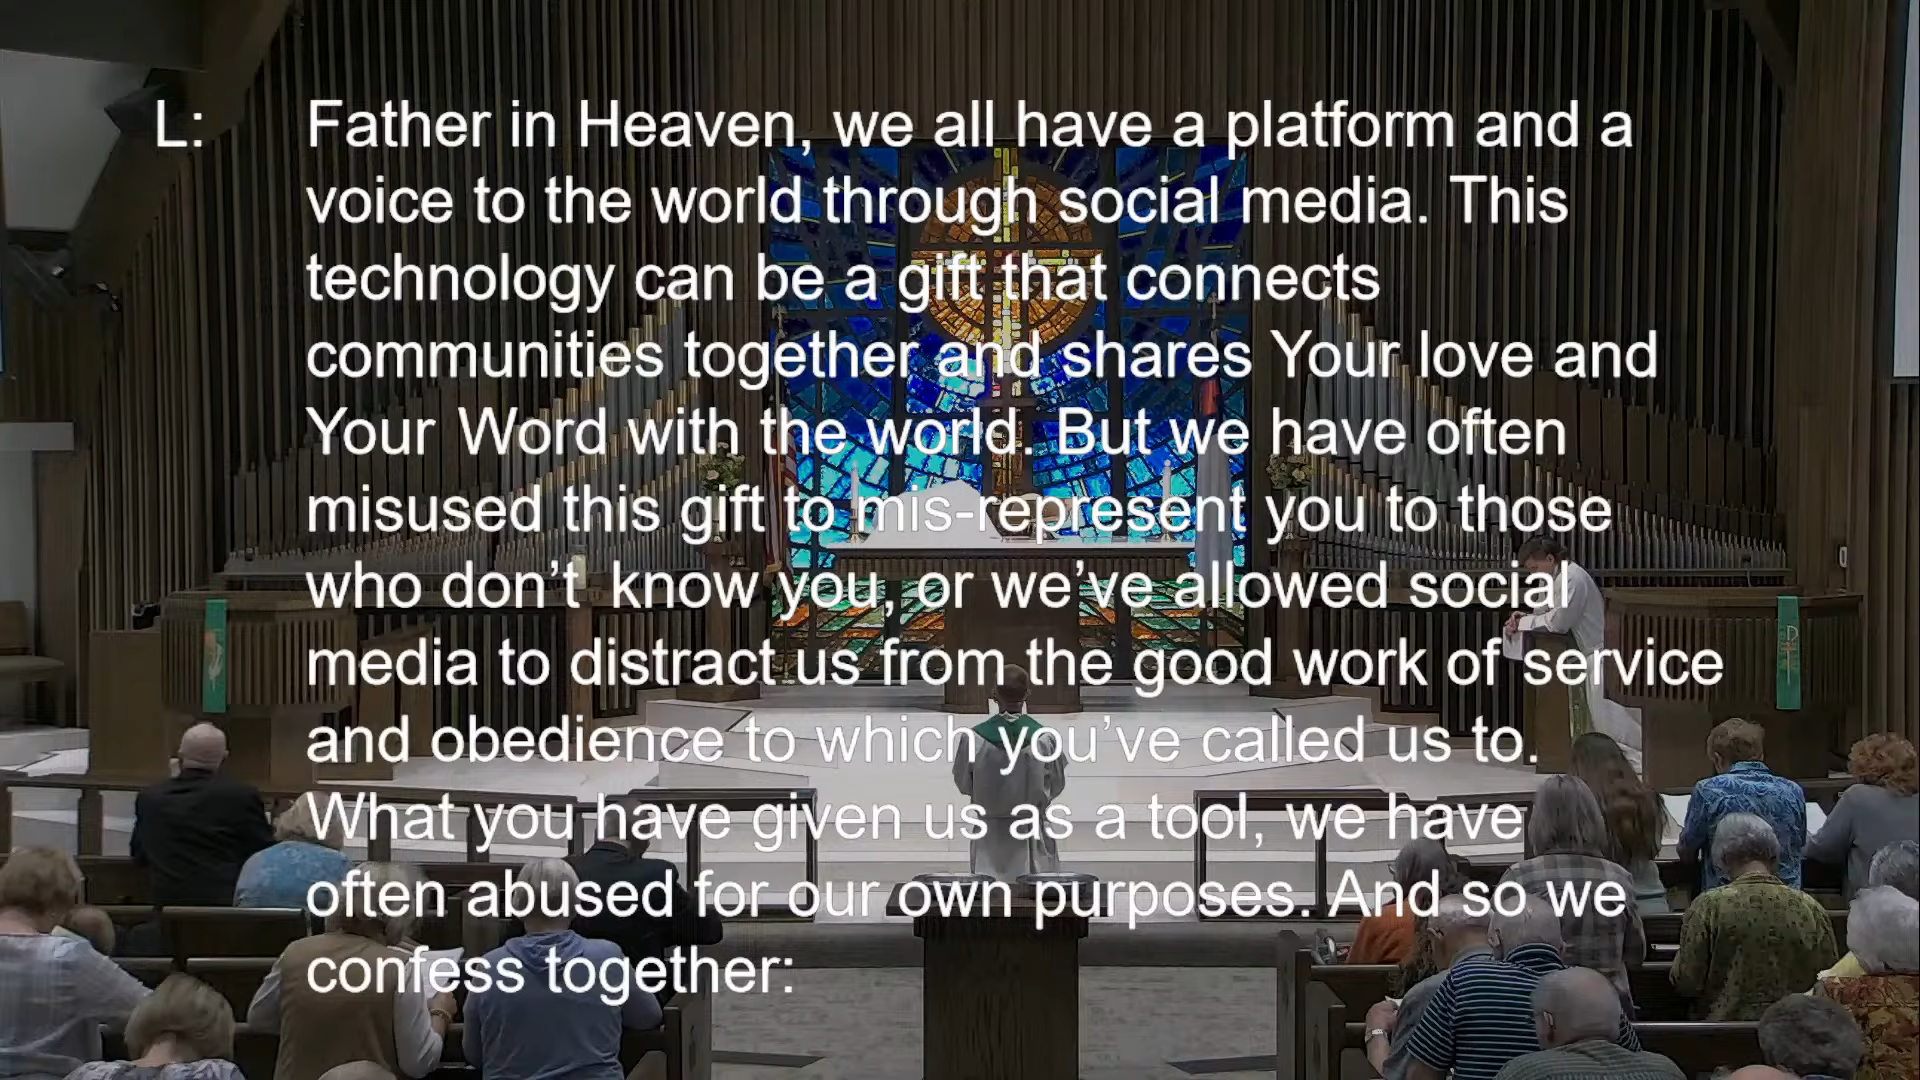 L: Father in Heaven, we all have a platform and a
voice to the world through social media. This
technology can be a gift that connects
communities together and shares Your love and
Your Word with the world. But we have often
misused this gift to mis-represent you to those
who don’t know you, or we’ve allowed social
media to distract us from the good work of service
and obedience to which you’ve called us to.
What you have given us as a tool, we have
often abused for our own purposes. And so we
confess together: